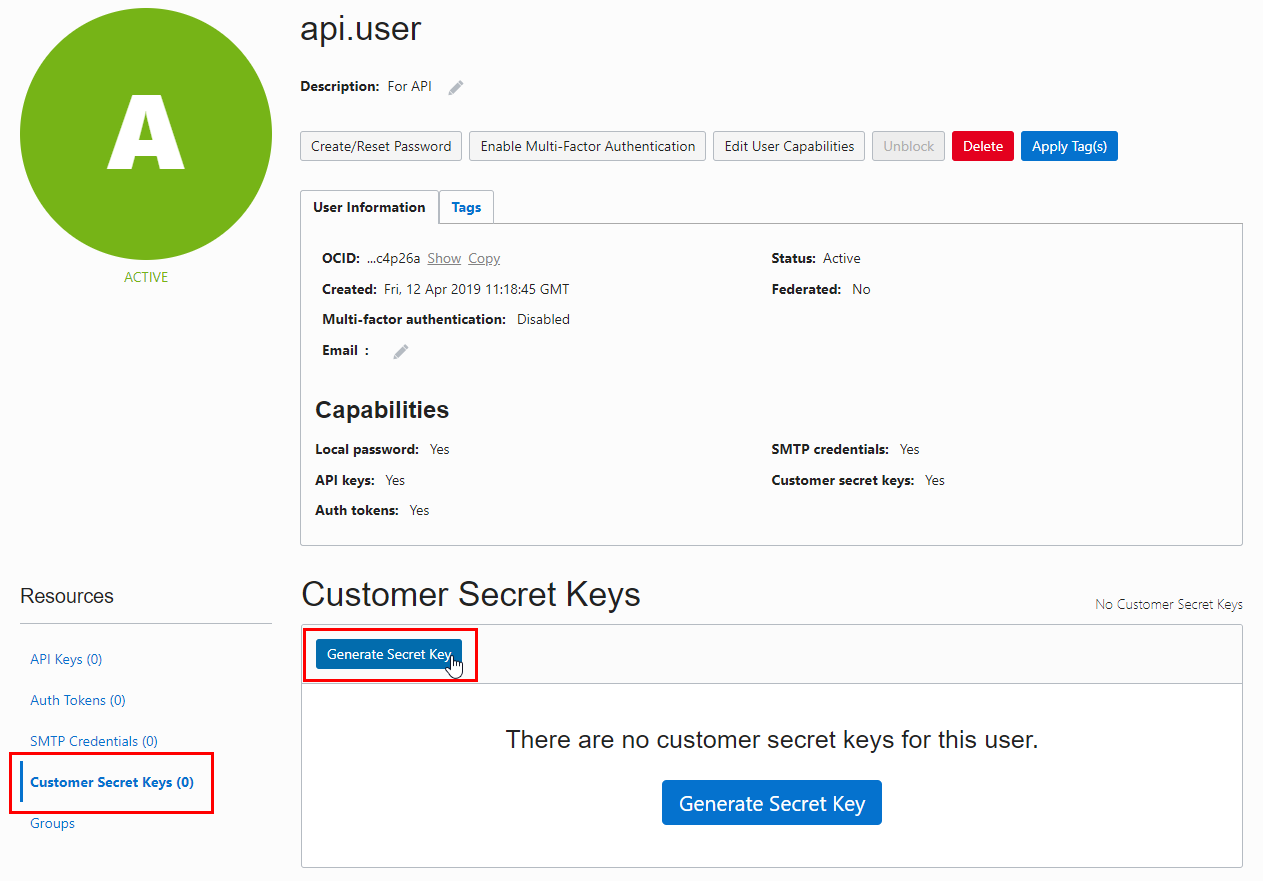 A
ACTIVE
api.user
Description: For API
Create/Reset Password Enable Multi-Factor Authentication Edit User Capabilities Unblock Delete Apply Tag(s)
User Information Tags
OCID: ...c4p26a Show Copy
Status: Active
Created: Fri, 12 Apr 2019 11:18:45 GMT
Federated: No
Multi-factor authentication: Disabled
Email :
Capabilities
Local password: Yes
SMTP credentials: Yes
API keys: Yes
Customer secret keys: Yes
Auth tokens: Yes
Resources
API Keys (0)
Auth Tokens (0)
SMTP Credentials (0)
Customer Secret Keys (0)
Groups
Customer Secret Keys
No Customer Secret Keys
Generate Secret Key
There are no customer secret keys for this user.
Generate Secret Key